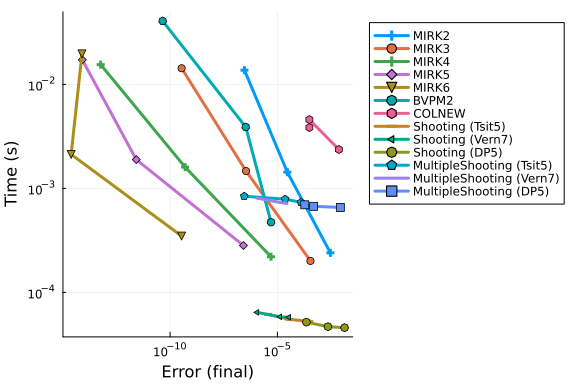 MIRK2
MIRK3
MIRK4
MIRK5
MIRK6
BVPM2
COLNEW
Shooting (Tsit5)
Shooting (Vern7)
Shooting (DP5)
MultipleShooting (Tsit5)
MultipleShooting (Vern7)
MultipleShooting (DP5)
Time (s)
10⁻²
10⁻³
10⁻⁴
10⁻¹⁰
10⁻⁵
Error (final)